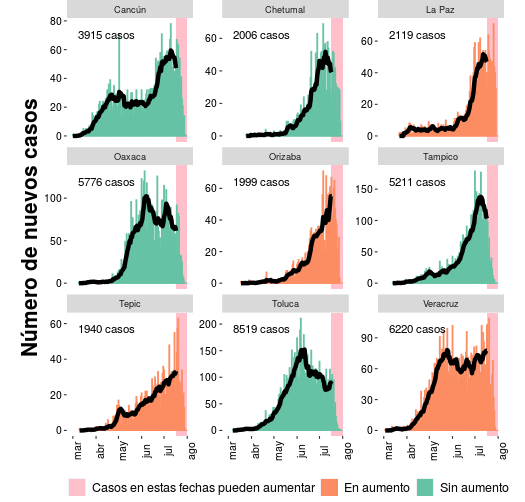 Número de nuevos casos
Cancún
3915 casos
80
60
40
20
0
Chetumal
2006 casos
60
40
20
0
La Paz
2119 casos
60
40
20
0
Oaxaca
5776 casos
100
50
0
Orizaba
1999 casos
60
40
20
0
Tampico
5211 casos
150
100
50
0
Tepic
1940 casos
60
40
20
0
Toluca
8519 casos
200
150
100
50
0
Veracruz
6220 casos
90
60
30
0
mar abr may jun jul ago
mar abr may jun jul ago
mar abr may jun jul ago
Casos en estas fechas pueden aumentar En aumento Sin aumento